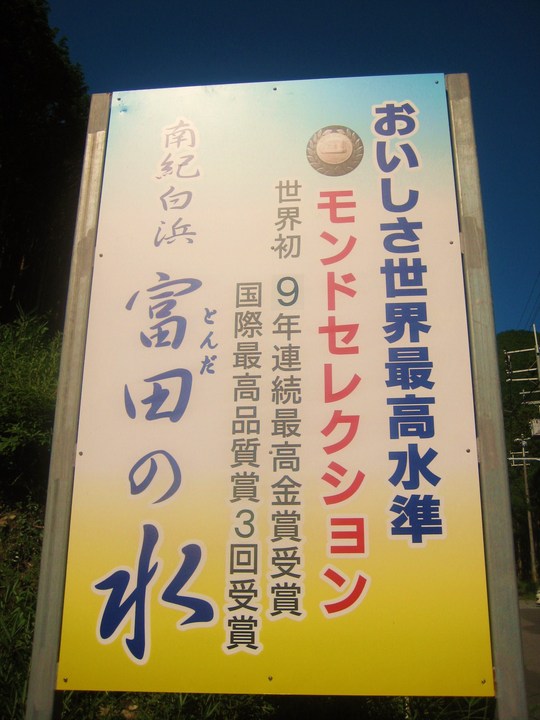 おいしさ世界最高水準
モンドセレクション
世界初 9年連続最高金賞受賞
国際最高品質賞3回受賞
南紀白浜 富田の水
とんだ